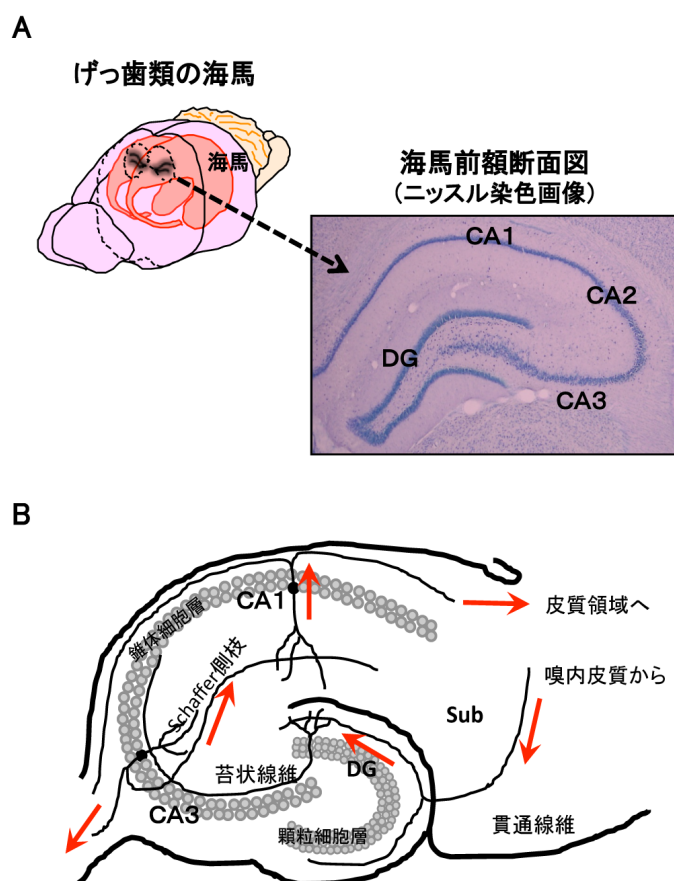 A
げっ歯類の海馬
海馬
海馬前額断面図
(ニッスル染色画像)
CA1
CA2
DG
CA3
B
CA1
皮質領域へ
錐体細胞層
Schaffer側枝
嗅内皮質から
Sub
苔状線維
DG
CA3
顆粒細胞層
貫通線維